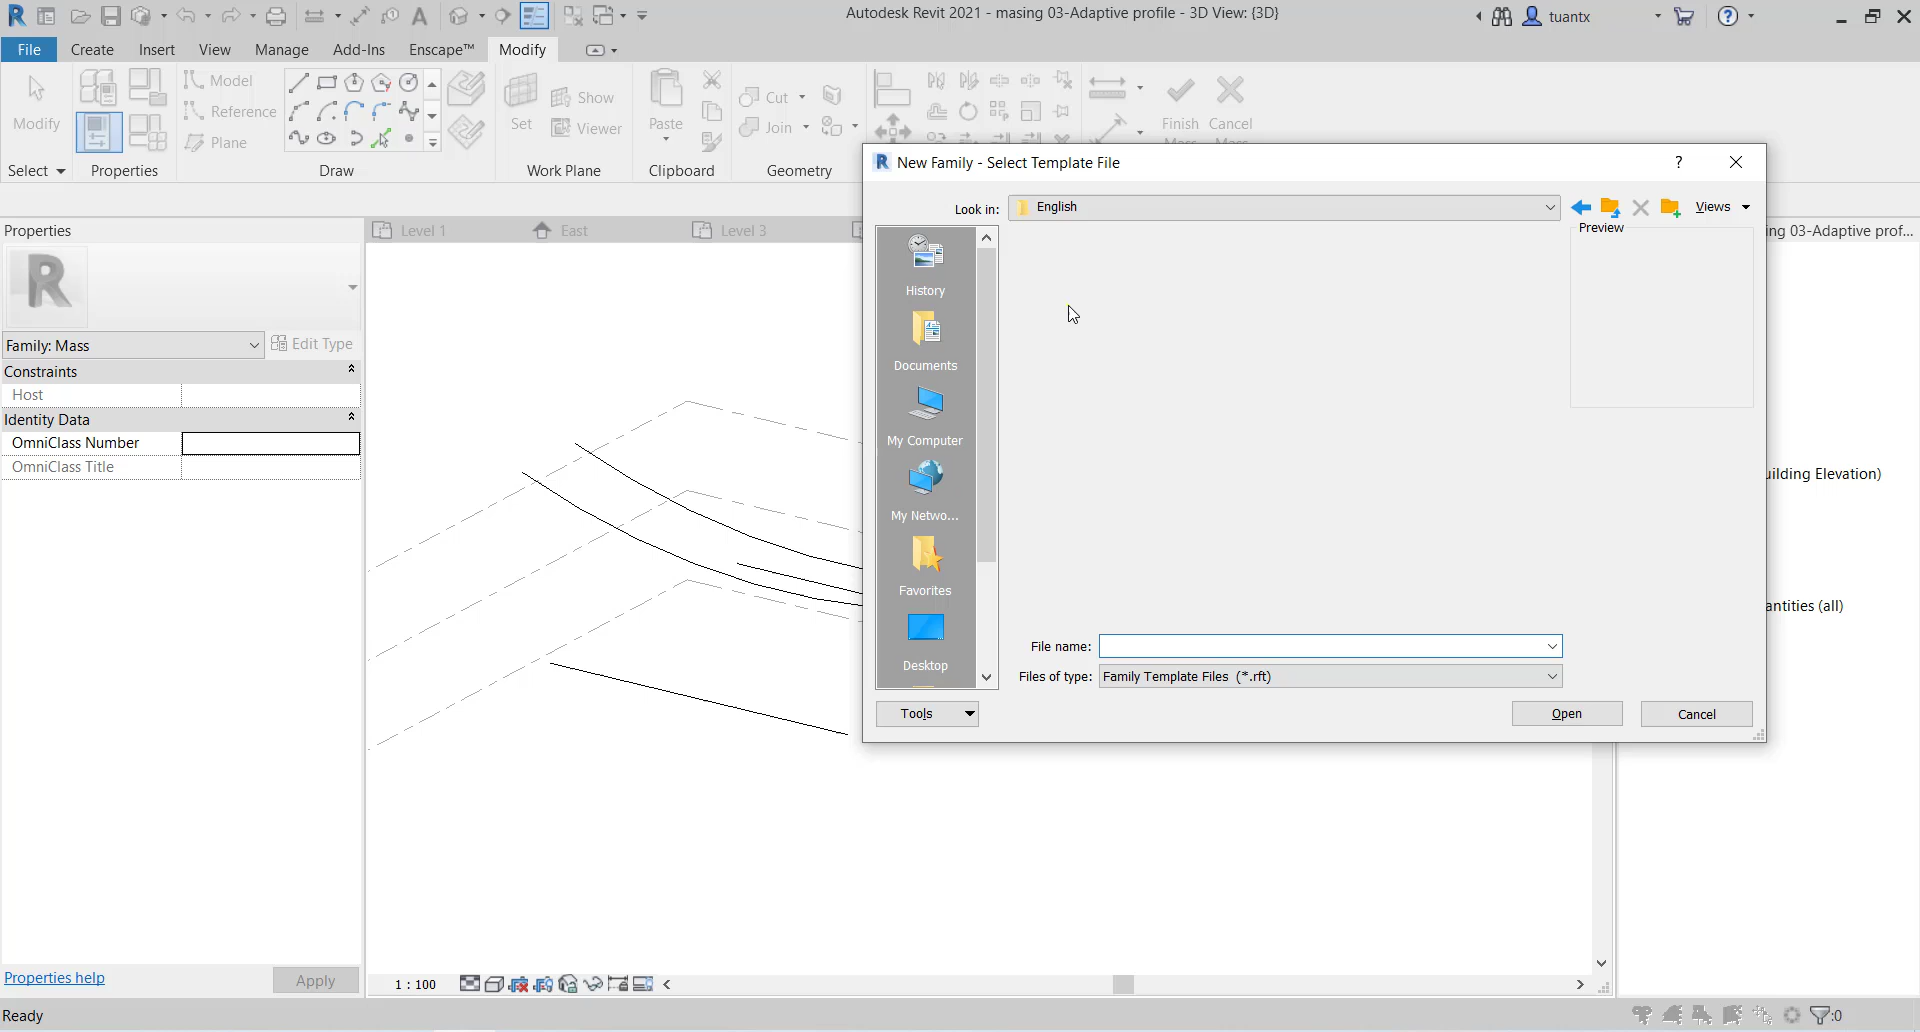 Autodesk Revit 2021 - masing 03-Adaptive profile - 3D View: {3D}
tuantx
File
Create
Insert
View
Manage
Add-Ins
Enscape™
Modify
Modify
Select
Properties
Model
Reference
Plane
Draw
Set
Show
Viewer
Work Plane
Paste
Clipboard
Cut
Join
Geometry
Finish
Cancel
Properties
Level 1
East
Level 3
ing 03-Adaptive prof...
Family: Mass
Edit Type
Constraints
Host
Identity Data
OmniClass Number
OmniClass Title
New Family - Select Template File
Look in:
English
Views
Preview
History
Documents
My Computer
My Netwo...
Favorites
Desktop
File name:
Files of type:
Family Template Files (*.rft)
Tools
Open
Cancel
uilding Elevation)
antities (all)
Properties help
Apply
1 : 100
Ready
:0